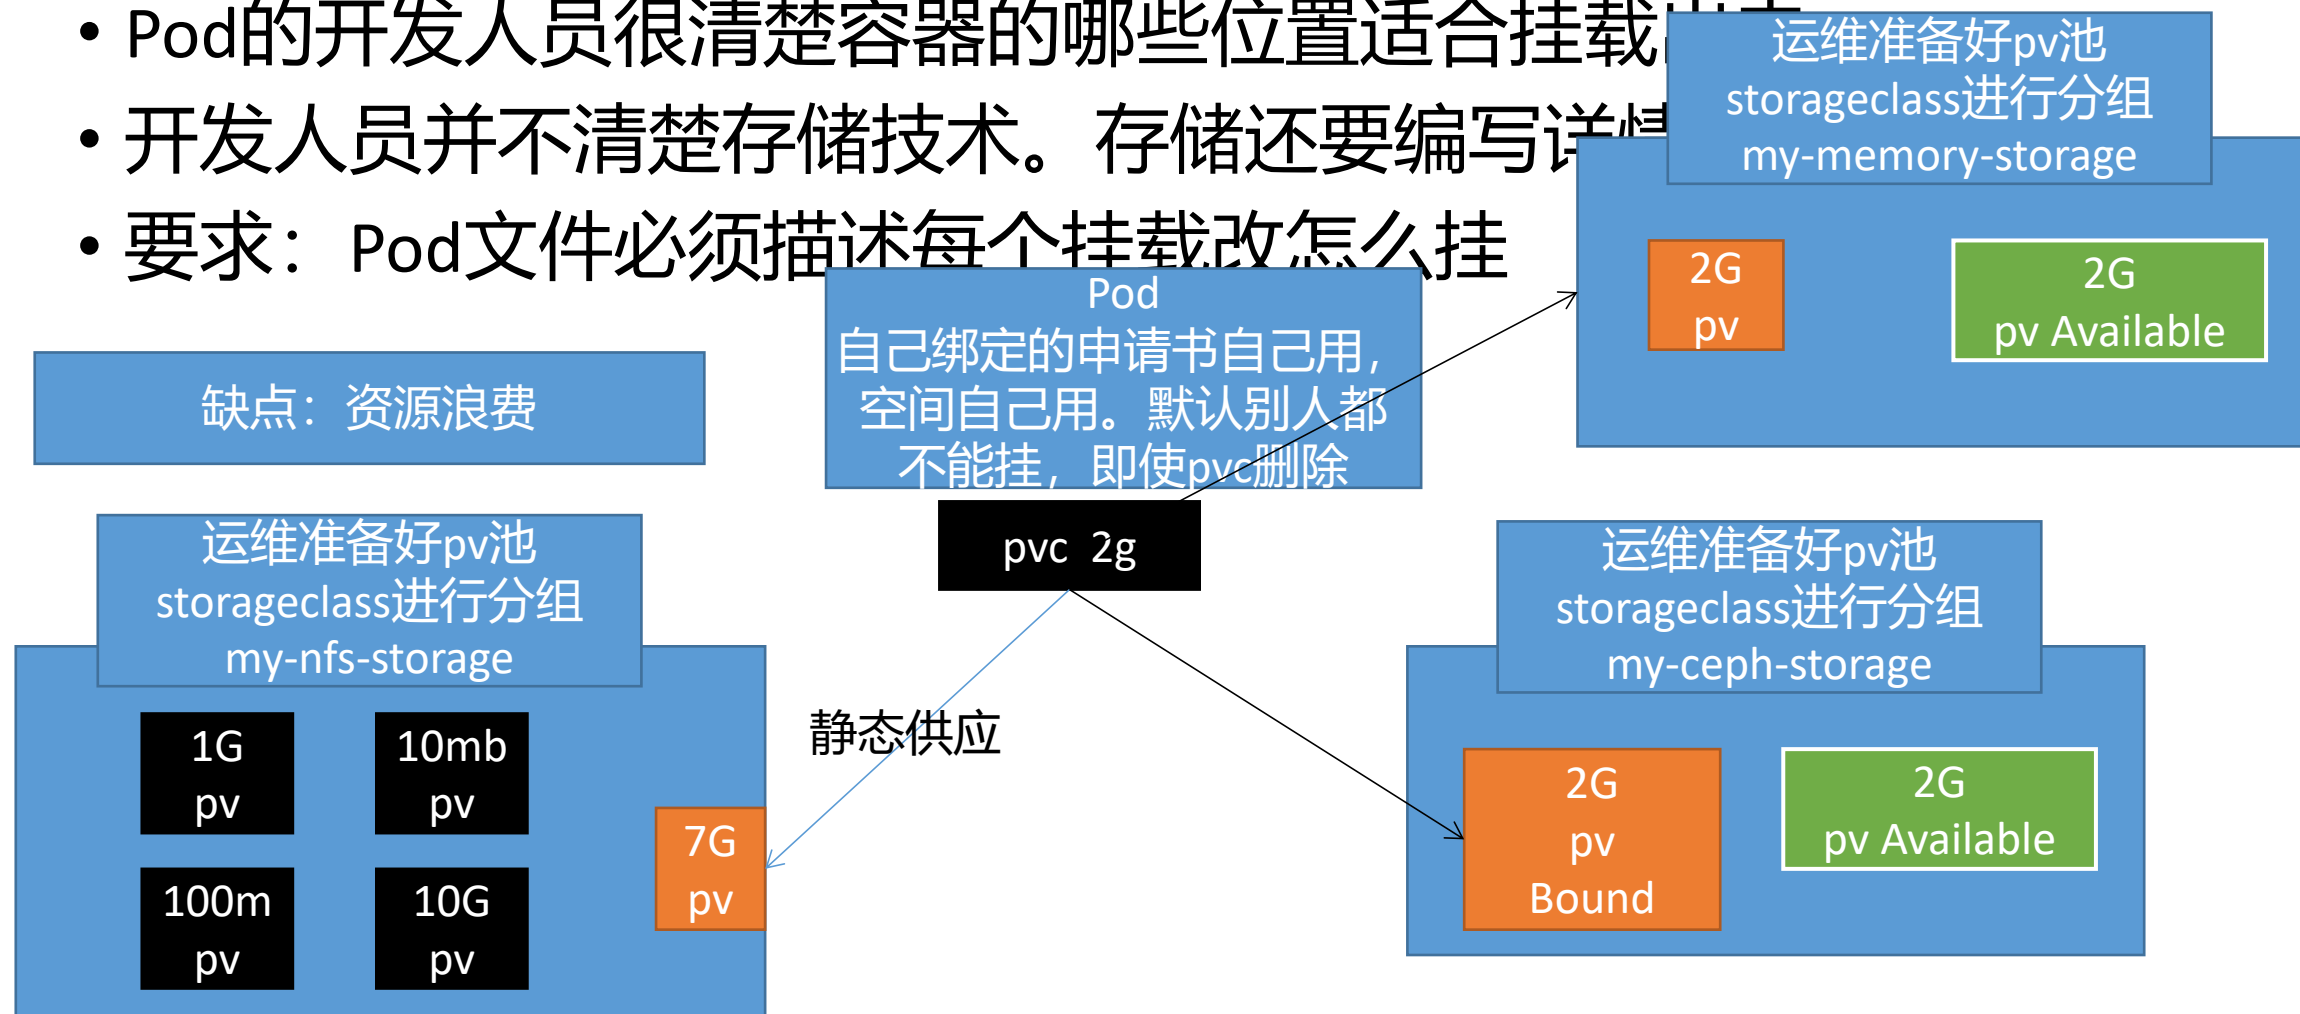 • Pod的开发人员很清楚容器的哪些位置适合挂载
• 开发人员并不清楚存储技术。存储还要编写详
• 要求：Pod文件必须描述每个挂载改怎么挂
运维准备好pv池
storageclass进行分组
my-memory-storage
2G
pv
2G
pv Available
Pod
自己绑定的申请书自己用，
空间自己用。默认别人都
不能挂，即使pvc删除
缺点：资源浪费
pvc 2g
运维准备好pv池
storageclass进行分组
my-nfs-storage
1G
pv
10mb
pv
100m
pv
10G
pv
7G
pv
静态供应
运维准备好pv池
storageclass进行分组
my-ceph-storage
2G
pv
Bound
2G
pv Available